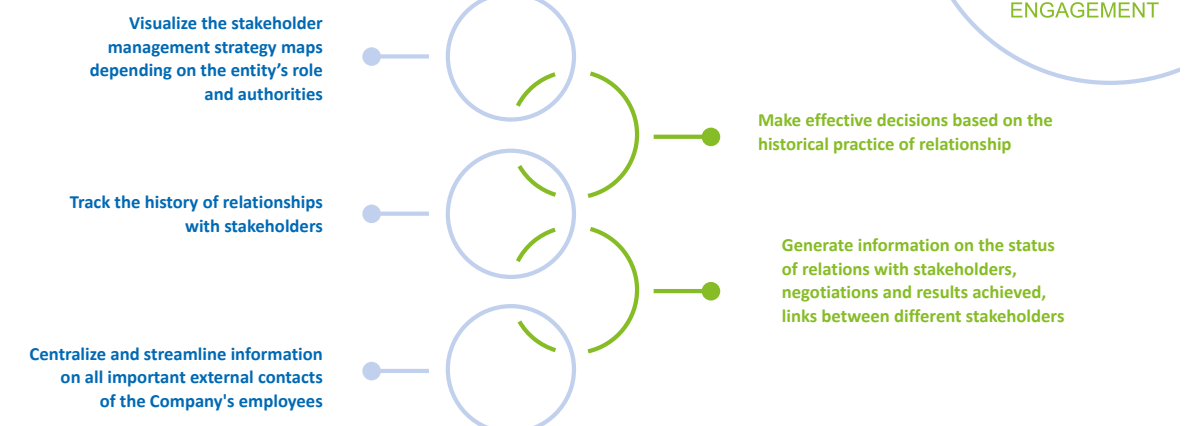 ENGAGEMENT
Visualize the stakeholder
management strategy maps
depending on the entity’s role
and authorities
Make effective decisions based on the
historical practice of relationship
Track the history of relationships
with stakeholders
Generate information on the status
of relations with stakeholders,
negotiations and results achieved,
links between different stakeholders
Centralize and streamline information
on all important external contacts
of the Company's employees